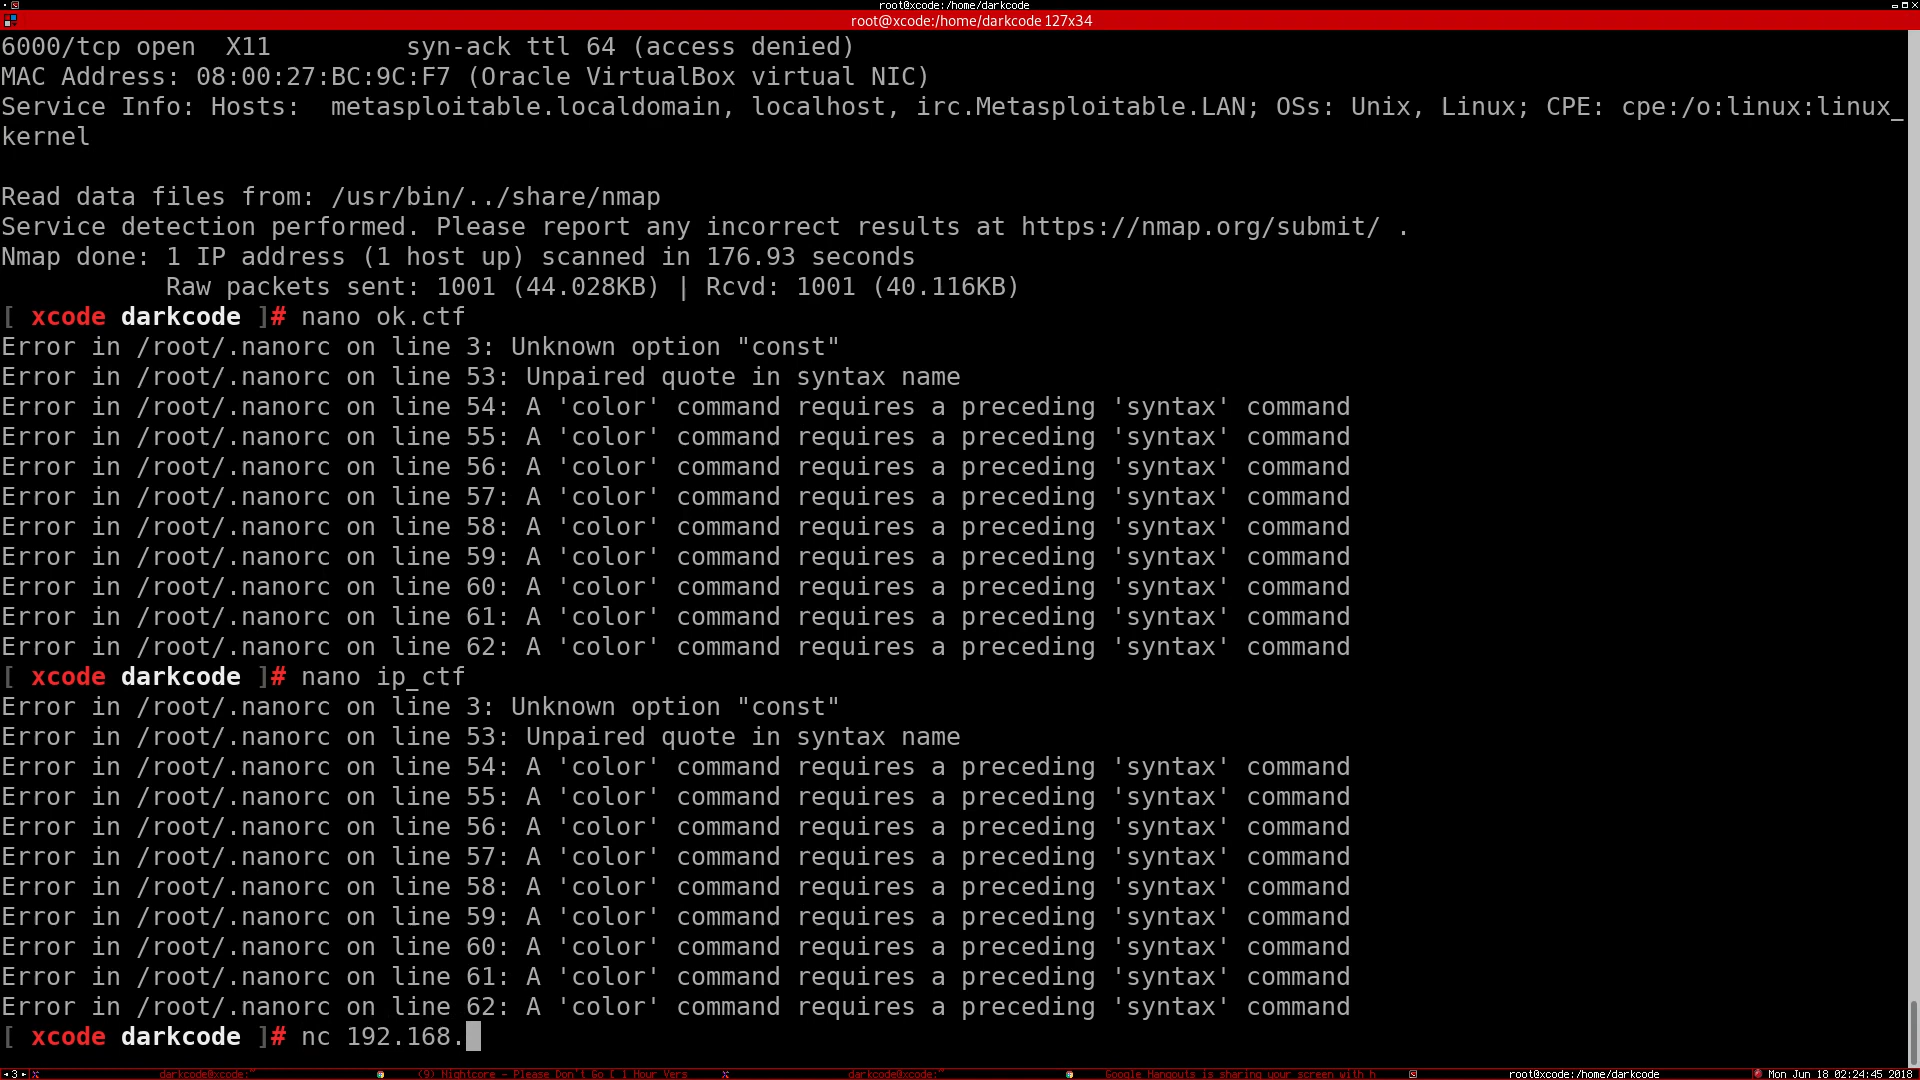 root@xcode:/home/darkcode
root@xcode:/home/darkcode 127x34
6000/tcp open  X11         syn-ack ttl 64 (access denied)
MAC Address: 08:00:27:BC:9C:F7 (Oracle VirtualBox virtual NIC)
Service Info: Hosts:  metasploitable.localdomain, localhost, irc.Metasploitable.LAN; OSs: Unix, Linux; CPE: cpe:/o:linux:linux_
kernel
Read data files from: /usr/bin/../share/nmap
Service detection performed. Please report any incorrect results at https://nmap.org/submit/ .
Nmap done: 1 IP address (1 host up) scanned in 176.93 seconds
           Raw packets sent: 1001 (44.028KB) | Rcvd: 1001 (40.116KB)
[ xcode darkcode ]# nano ok.ctf
Error in /root/.nanorc on line 3: Unknown option "const"
Error in /root/.nanorc on line 53: Unpaired quote in syntax name
Error in /root/.nanorc on line 54: A 'color' command requires a preceding 'syntax' command
Error in /root/.nanorc on line 55: A 'color' command requires a preceding 'syntax' command
Error in /root/.nanorc on line 56: A 'color' command requires a preceding 'syntax' command
Error in /root/.nanorc on line 57: A 'color' command requires a preceding 'syntax' command
Error in /root/.nanorc on line 58: A 'color' command requires a preceding 'syntax' command
Error in /root/.nanorc on line 59: A 'color' command requires a preceding 'syntax' command
Error in /root/.nanorc on line 60: A 'color' command requires a preceding 'syntax' command
Error in /root/.nanorc on line 61: A 'color' command requires a preceding 'syntax' command
Error in /root/.nanorc on line 62: A 'color' command requires a preceding 'syntax' command
[ xcode darkcode ]# nano ip_ctf
Error in /root/.nanorc on line 3: Unknown option "const"
Error in /root/.nanorc on line 53: Unpaired quote in syntax name
Error in /root/.nanorc on line 54: A 'color' command requires a preceding 'syntax' command
Error in /root/.nanorc on line 55: A 'color' command requires a preceding 'syntax' command
Error in /root/.nanorc on line 56: A 'color' command requires a preceding 'syntax' command
Error in /root/.nanorc on line 57: A 'color' command requires a preceding 'syntax' command
Error in /root/.nanorc on line 58: A 'color' command requires a preceding 'syntax' command
Error in /root/.nanorc on line 59: A 'color' command requires a preceding 'syntax' command
Error in /root/.nanorc on line 60: A 'color' command requires a preceding 'syntax' command
Error in /root/.nanorc on line 61: A 'color' command requires a preceding 'syntax' command
Error in /root/.nanorc on line 62: A 'color' command requires a preceding 'syntax' command
[ xcode darkcode ]# nc 192.168.
3 darkcode@xcode:~ (9) Nightcore - Please Don't Go [ 1 Hour Vers darkcode@xcode:~ Google Hangouts is sharing your screen with h root@xcode:/home/darkcode Mon Jun 18 02:24:45 2018